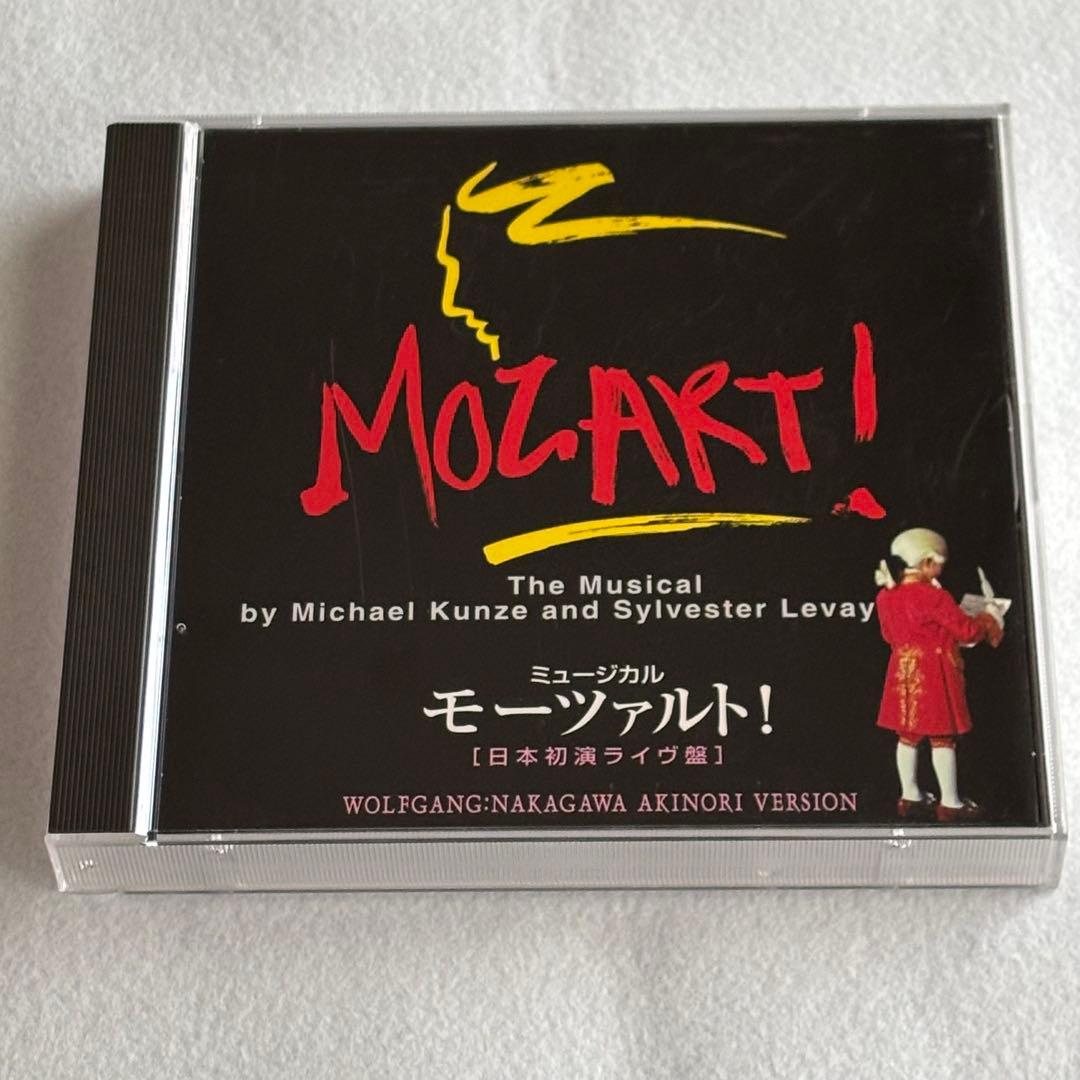 MOZART!
The Musical
by Michael Kunze and Sylvester Levay
ミュージカル
モーツァルト!
[日本初演ライヴ盤]
WOLFGANG:NAKAGAWA AKINORI VERSION